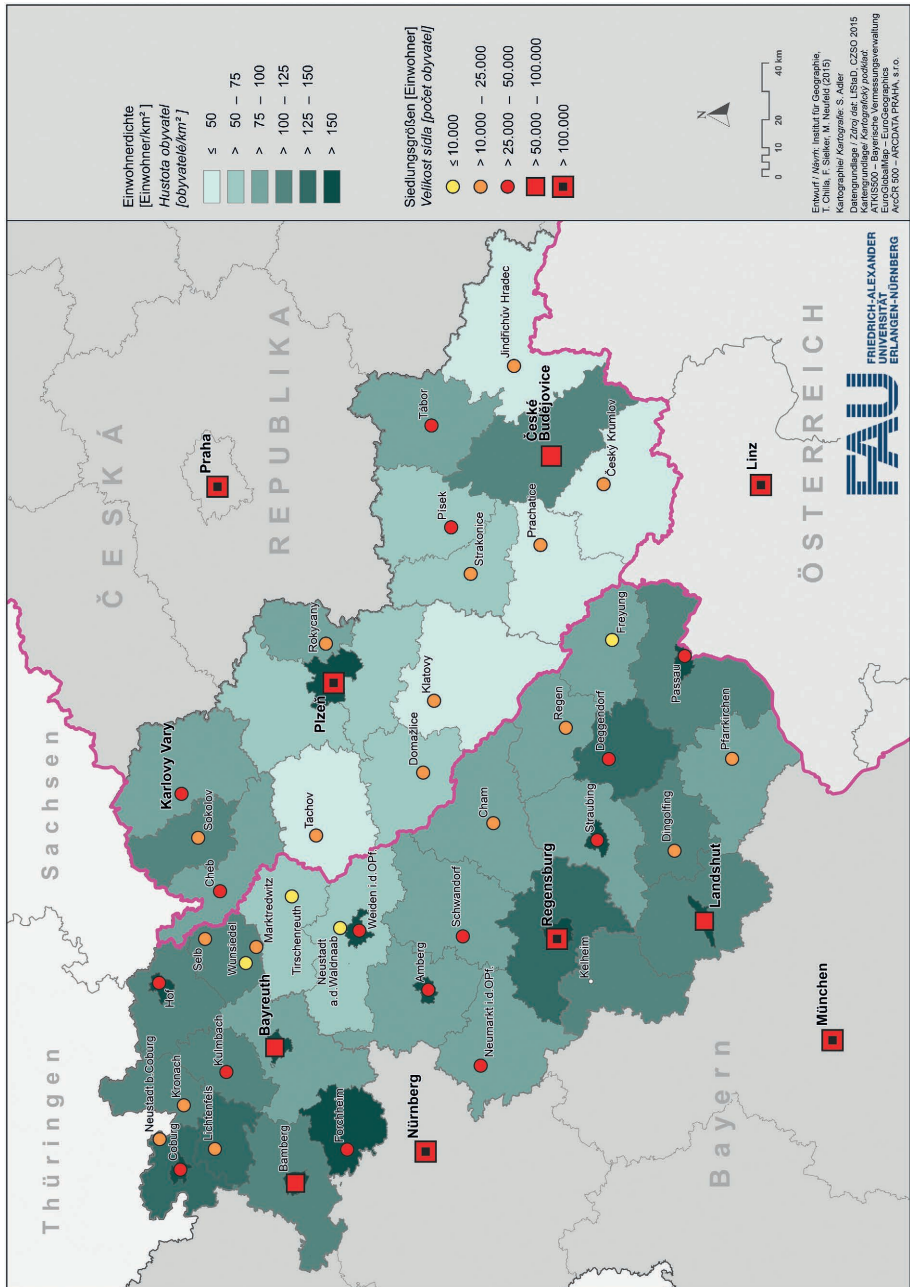 Thüringen
Sachsen
ČESKÁ
REPUBLIKA
Bayern
ÖSTERREICH
Neustadt b.Coburg
Coburg
Kronach
Lichtenfels
Kulmbach
Hof
Selb
Wunsiedel
Marktredwitz
Bayreuth
Bamberg
Forchheim
Tirschenreuth
Neustadt
a.d.Waldnaab
Weiden i.d.OPf.
Amberg
Nürnberg
Neumarkt i.d.OPf.
Schwandorf
Cham
Regensburg
Kelheim
Straubing
Regen
Deggendorf
Freyung
Passau
Dingolfing
Landshut
Pfarrkirchen
München
Karlovy Vary
Sokolov
Cheb
Tachov
Plzeň
Rokycany
Domažlice
Klatovy
Praha
Písek
Strakonice
Tábor
Prachatice
České
Budějovice
Český Krumlov
Jindřichův Hradec
Linz
Einwohnerdichte
[Einwohner/km²]
Hustota obyvatel
[obyvatelé/km² ]
≤ 50
> 50 – 75
> 75 – 100
> 100 – 125
> 125 – 150
> 150
Siedlungsgrößen [Einwohner]
Velikost sídla [počet obyvatel]
≤ 10.000
> 10.000 – 25.000
> 25.000 – 50.000
> 50.000 – 100.000
> 100.000
N
0 10 20 40 km
Entwurf / Návrh: Institut für Geographie,
T. Chilla, F. Sielker, M. Neufeld (2015)
Kartographie/ Kartografie: S. Adler
Datengrundlage / Zdroj dat: LfStaD, CZSO 2015
Kartengrundlage/ Kartografický podklad:
ATKIS500 – Bayerische Vermessungsverwaltung
EuroGlobalMap – EuroGeographics
ArcČR 500 – ARCDATA PRAHA, s.r.o.
FAU
FRIEDRICH-ALEXANDER
UNIVERSITÄT
ERLANGEN-NÜRNBERG